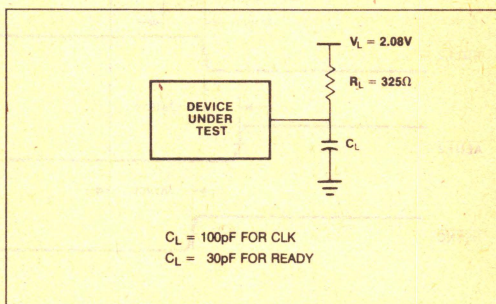 V_L = 2.08V
R_L = 325Ω
DEVICE
UNDER
TEST
C_L
C_L = 100pF FOR CLK
C_L = 30pF FOR READY